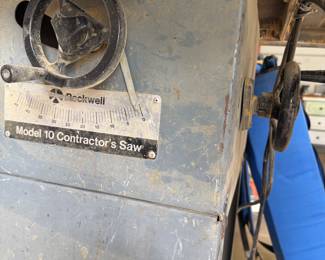 Rockwell
Model 10 Contractor's Saw